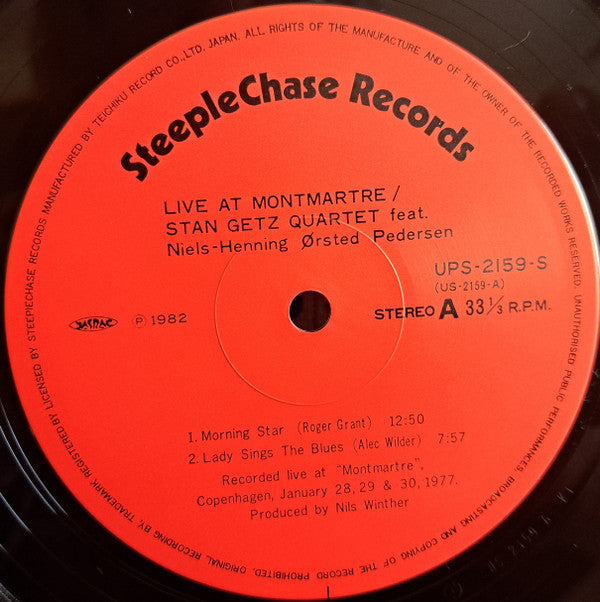 TRADEMARK REGISTERED BY, LICENSED BY STEEPIECHASE RECORDS MANUFACTURED BY TEICHIKU RECORD CO., LTD, JAPAN. ALL RIGHTS OF THE MANUFACTURE AND OF THE OWNER OF THE RECORDED WORKS RESERVED. UNAUTHORISED PUBLIC PERFORMANCES, BROADCASTING AND COPYING OF THE RECORD PROHIBITED. ORIGINAL RECORDING BY,
SteepleChase Records
LIVE AT MONTMARTRE /
STAN GETZ QUARTET feat.
Niels-Henning Ørsted Pedersen
UPS-2159-S
(US-2159-A)
JASRAC ℗ 1982 STEREO A 33 1/3 R.P.M.
1. Morning Star (Roger Grant) 12:50
2. Lady Sings The Blues (Alec Wilder) 7:57
Recorded live at "Montmartre",
Copenhagen, January 28, 29 & 30, 1977.
Produced by Nils Winther